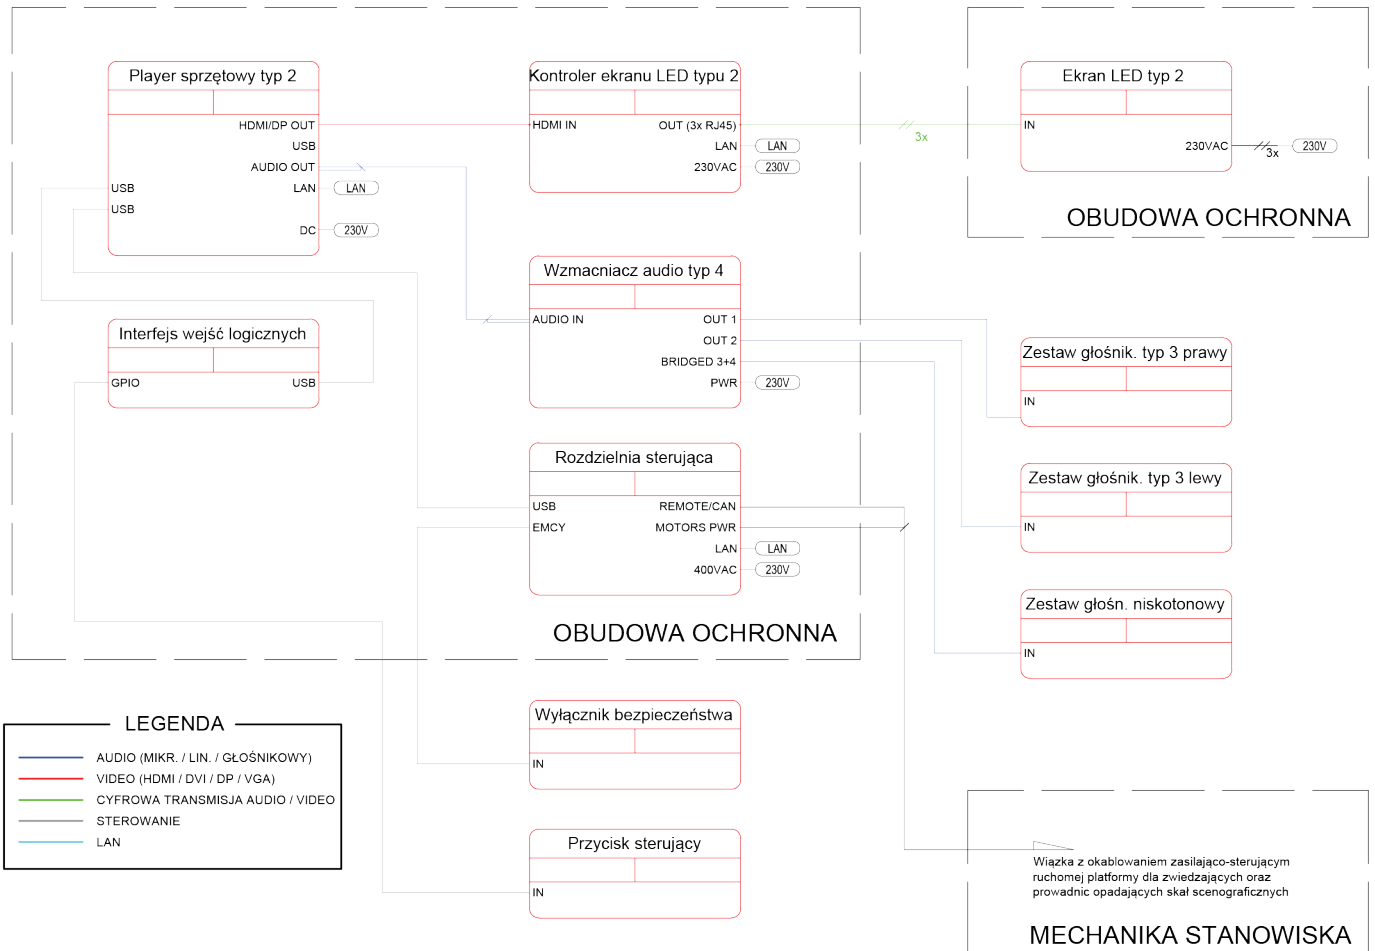 Player sprzętowy typ 2
HDMI/DP OUT
USB
AUDIO OUT
USB
LAN
LAN
USB
DC
230V
Kontroler ekranu LED typu 2
HDMI IN
OUT (3x RJ45)
LAN
LAN
230VAC
230V
3x
Ekran LED typ 2
IN
230VAC
3x
230V
OBUDOWA OCHRONNA
Wzmacniacz audio typ 4
AUDIO IN
OUT 1
OUT 2
BRIDGED 3+4
PWR
230V
Interfejs wejść logicznych
GPIO
USB
Zestaw głośnik. typ 3 prawy
IN
Rozdzielnia sterująca
USB
REMOTE/CAN
EMCY
MOTORS PWR
LAN
LAN
400VAC
230V
Zestaw głośnik. typ 3 lewy
IN
Zestaw głośn. niskotonowy
IN
OBUDOWA OCHRONNA
Wyłącznik bezpieczeństwa
IN
LEGENDA
AUDIO (MIKR. / LIN. / GŁOŚNIKOWY)
VIDEO (HDMI / DVI / DP / VGA)
CYFROWA TRANSMISJA AUDIO / VIDEO
STEROWANIE
LAN
Przycisk sterujący
IN
Wiązka z okablowaniem zasilająco-sterującym
ruchomej platformy dla zwiedzających oraz
prowadnic opadających skał scenograficznych
MECHANIKA STANOWISKA